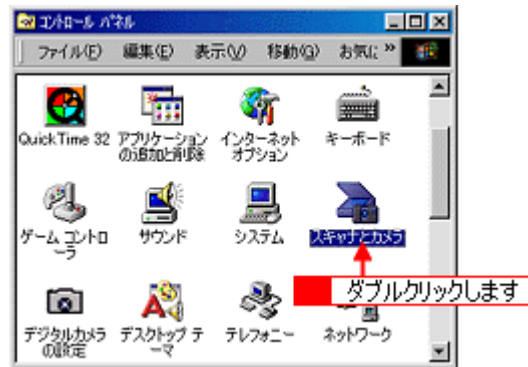 コントロール パネル
ファイル(F) 編集(E) 表示(V) 移動(G) お気に »
QuickTime 32 アプリケーション インターネット キーボード
の追加と削除 オプション
ゲーム コントロ サウンド システム スキャナとカメラ
ーラ
ダブルクリックします
デジタルカメラ デスクトップ テ テレフォニー ネットワーク
の設定 ーマ